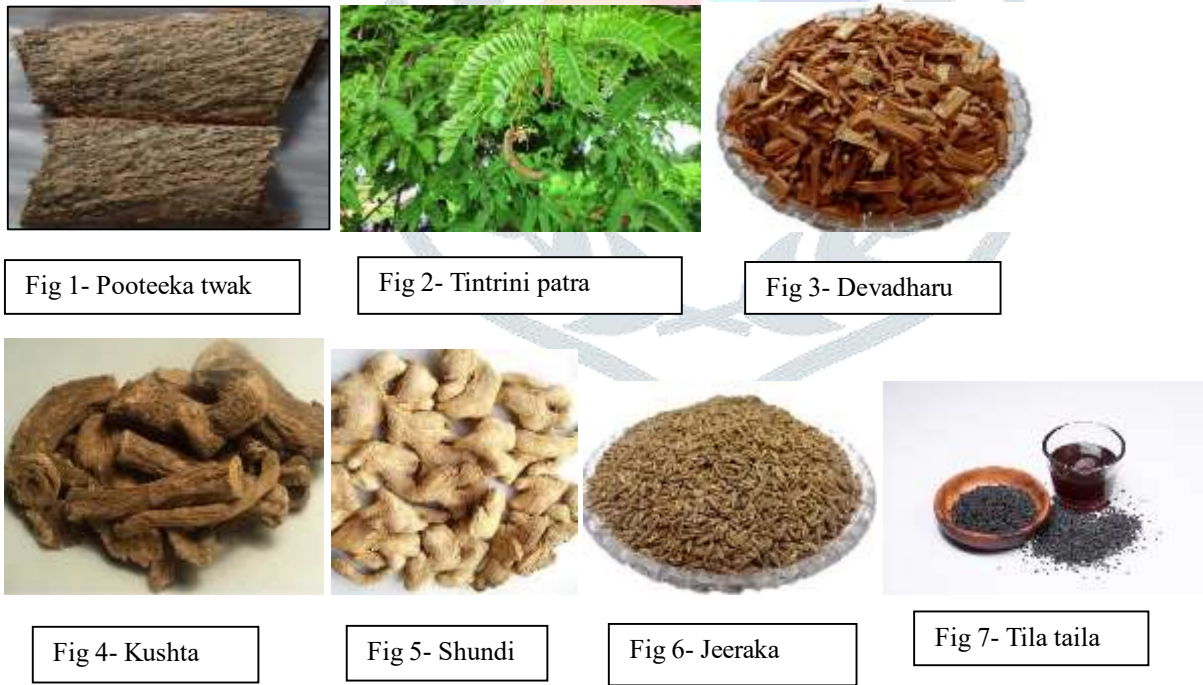 Fig 1- Pooteeka twak
Fig 2- Tintrini patra
Fig 3- Devadharu
Fig 4- Kushta
Fig 5- Shundi
Fig 6- Jeeraka
Fig 7- Tila taila